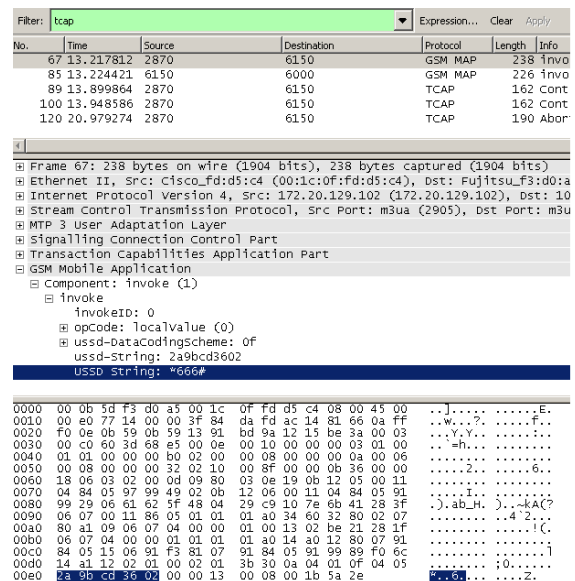 Filter: tcap Expression... Clear Apply
No. Time Source Destination Protocol Length Info
67 13.217812 2870 6150 GSM MAP 238 invo
85 13.224421 6150 6000 GSM MAP 226 invo
89 13.899864 2870 6150 TCAP 162 Cont
100 13.948586 2870 6150 TCAP 162 Cont
120 20.979274 2870 6150 TCAP 190 Abor
Frame 67: 238 bytes on wire (1904 bits), 238 bytes captured (1904 bits)
Ethernet II, Src: Cisco_fd:d5:c4 (00:1c:0f:fd:d5:c4), Dst: Fujitsu_f3:d0:a
Internet Protocol Version 4, Src: 172.20.129.102 (172.20.129.102), Dst: 10
Stream Control Transmission Protocol, Src Port: m3ua (2905), Dst Port: m3u
MTP 3 User Adaptation Layer
Signalling Connection Control Part
Transaction Capabilities Application Part
GSM Mobile Application
Component: invoke (1)
invoke
invokeID: 0
opCode: localValue (0)
ussd-DataCodingScheme: 0f
ussd-String: 2a9bcd3602
USSD String: *666#
0000 00 0b 5d f3 d0 a5 00 1c 0f fd d5 c4 08 00 45 00 ..]..... ......E.
0010 00 e0 77 14 00 00 3f 84 da fd ac 14 81 66 0a ff ..w...?. .....f..
0020 f0 0e 0b 59 0b 59 13 91 bd 9a 12 15 be 3a 00 03 ...Y.Y.. .....:..
0030 00 c0 60 3d 68 e5 00 0e 00 10 00 00 00 03 01 00 ..`=h... ........
0040 01 01 00 00 00 b0 02 00 00 08 00 00 00 0a 00 06 ........ ........
0050 00 08 00 00 00 32 02 10 00 8f 00 00 0b 36 00 00 .....2.. .....6..
0060 18 06 03 02 00 0d 09 80 03 0e 19 0b 12 05 00 11 ........ ........
0070 04 84 05 97 99 49 02 0b 12 06 00 11 04 84 05 91 .....I.. ........
0080 99 29 06 61 62 5f 48 04 29 c9 10 7e 6b 41 28 3f .).ab_H. )..~kA(?
0090 06 07 00 11 86 05 01 01 01 a0 34 60 32 80 02 07 ........ ..4`2...
00a0 80 a1 09 06 07 04 00 00 01 00 13 02 be 21 28 1f ........ .....!(.
00b0 06 07 04 00 00 01 01 01 01 a0 14 a0 12 80 07 91 ........ ........
00c0 84 05 15 06 91 f3 81 07 91 84 05 91 99 89 f0 6c ........ .......l
00d0 14 a1 12 02 01 00 02 01 3b 30 0a 04 01 0f 04 05 ........ ;0......
00e0 2a 9b cd 36 02 00 00 13 00 08 00 1b 5a 2e *..6.... ....Z.